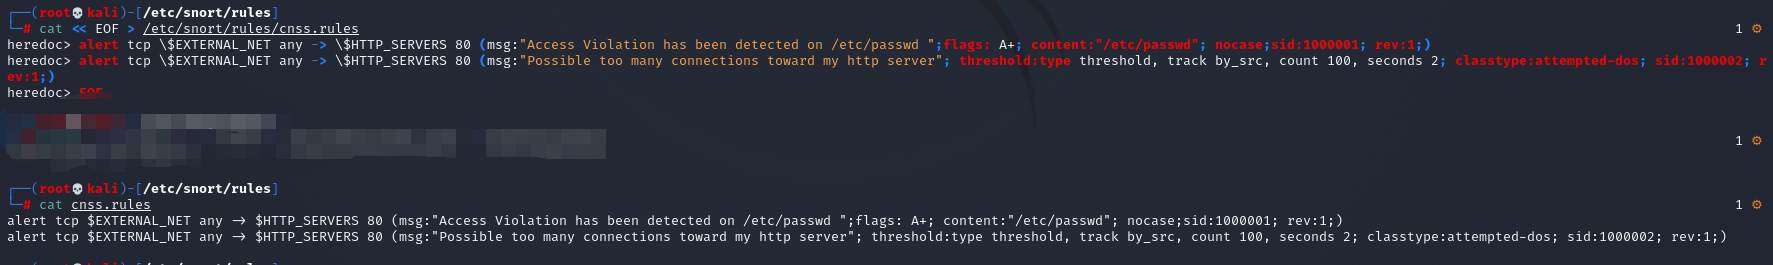 ┌──(root💀kali)-[/etc/snort/rules]
└─# cat << EOF > /etc/snort/rules/cnss.rules 1 ⚙
heredoc> alert tcp \$EXTERNAL_NET any -> \$HTTP_SERVERS 80 (msg:"Access Violation has been detected on /etc/passwd ";flags: A+; content:"/etc/passwd"; nocase;sid:1000001; rev:1;)
heredoc> alert tcp \$EXTERNAL_NET any -> \$HTTP_SERVERS 80 (msg:"Possible too many connections toward my http server"; threshold:type threshold, track by_src, count 100, seconds 2; classtype:attempted-dos; sid:1000002; r
ev:1;)
heredoc> EOF
1 ⚙
┌──(root💀kali)-[/etc/snort/rules]
└─# cat cnss.rules 1 ⚙
alert tcp $EXTERNAL_NET any -> $HTTP_SERVERS 80 (msg:"Access Violation has been detected on /etc/passwd ";flags: A+; content:"/etc/passwd"; nocase;sid:1000001; rev:1;)
alert tcp $EXTERNAL_NET any -> $HTTP_SERVERS 80 (msg:"Possible too many connections toward my http server"; threshold:type threshold, track by_src, count 100, seconds 2; classtype:attempted-dos; sid:1000002; rev:1;)